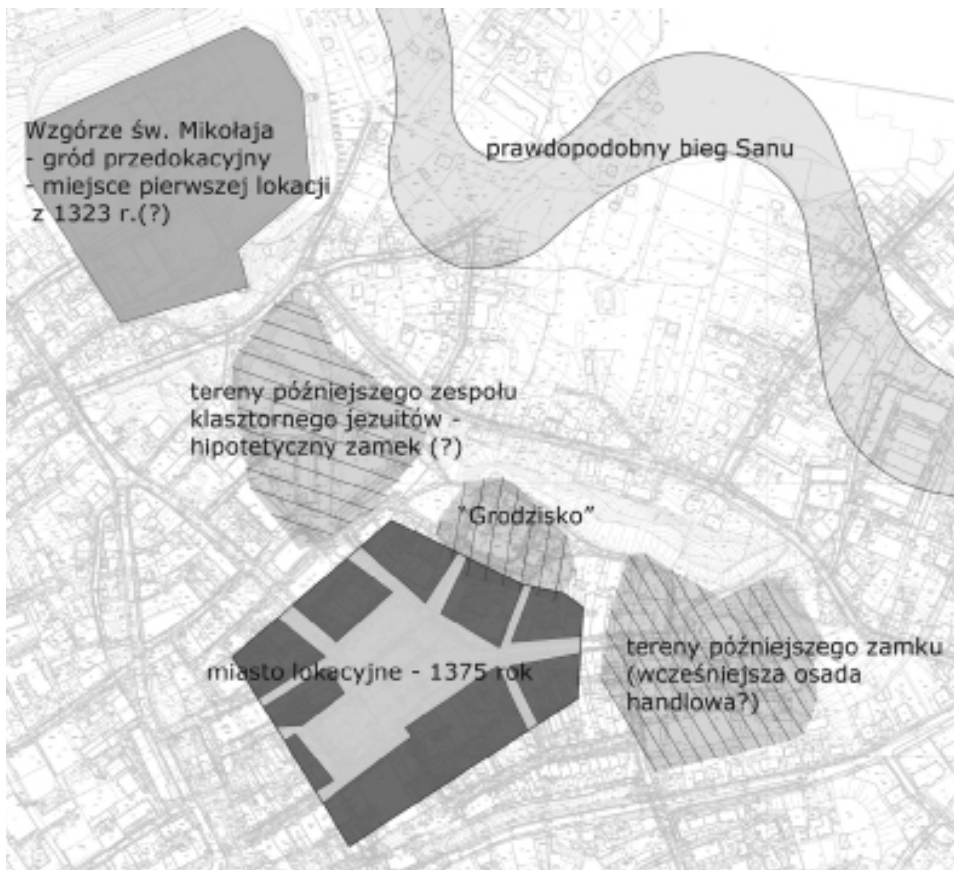 Wzgórze św. Mikołaja
- gród przedokacyjny
- miejsce pierwszej lokacji
z 1323 r.(?)
prawdopodobny bieg Sanu
tereny późniejszego zespołu
klasztornego jezuitów -
hipotetyczny zamek (?)
"Grodzisko"
miasto lokacyjne - 1375 rok
tereny późniejszego zamku
(wcześniejsza osada
handlowa?)